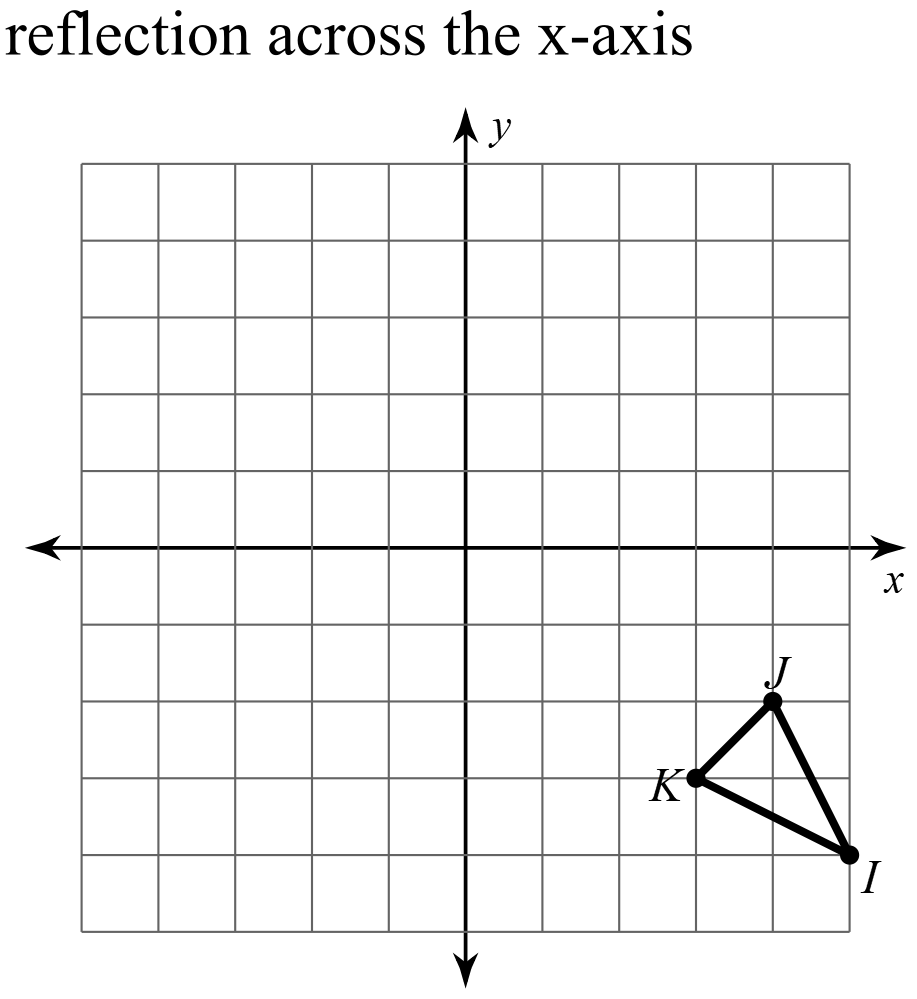 reflection across the x-axis
y
x
J
K
I